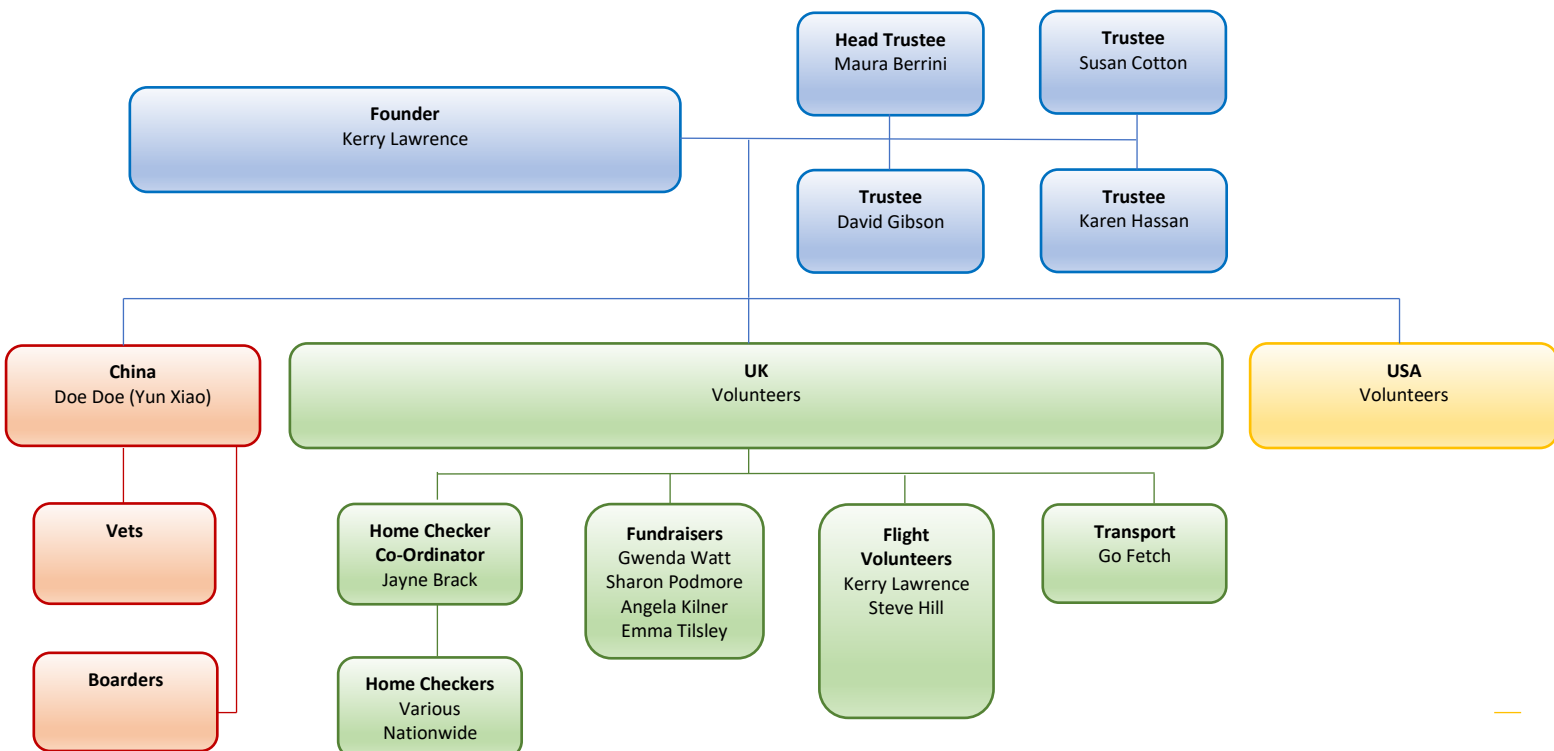 Head Trustee
Maura Berrini
Trustee
Susan Cotton
Founder
Kerry Lawrence
Trustee
David Gibson
Trustee
Karen Hassan
China
Doe Doe (Yun Xiao)
UK
Volunteers
USA
Volunteers
Vets
Boarders
Home Checker
Co-Ordinator
Jayne Brack
Home Checkers
Various
Nationwide
Fundraisers
Gwenda Watt
Sharon Podmore
Angela Kilner
Emma Tilsley
Flight
Volunteers
Kerry Lawrence
Steve Hill
Transport
Go Fetch